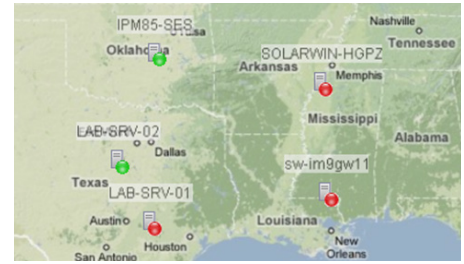 IPM85-SES
Nashville
Tennessee
SOLARWIN-HGPZ
Arkansas
Memphis
Mississippi
Alabama
LAB-SRV-02
Dallas
sw-im9gw11
Texas
LAB-SRV-01
Austin
Louisiana
Houston
New
Orleans
San Antonio